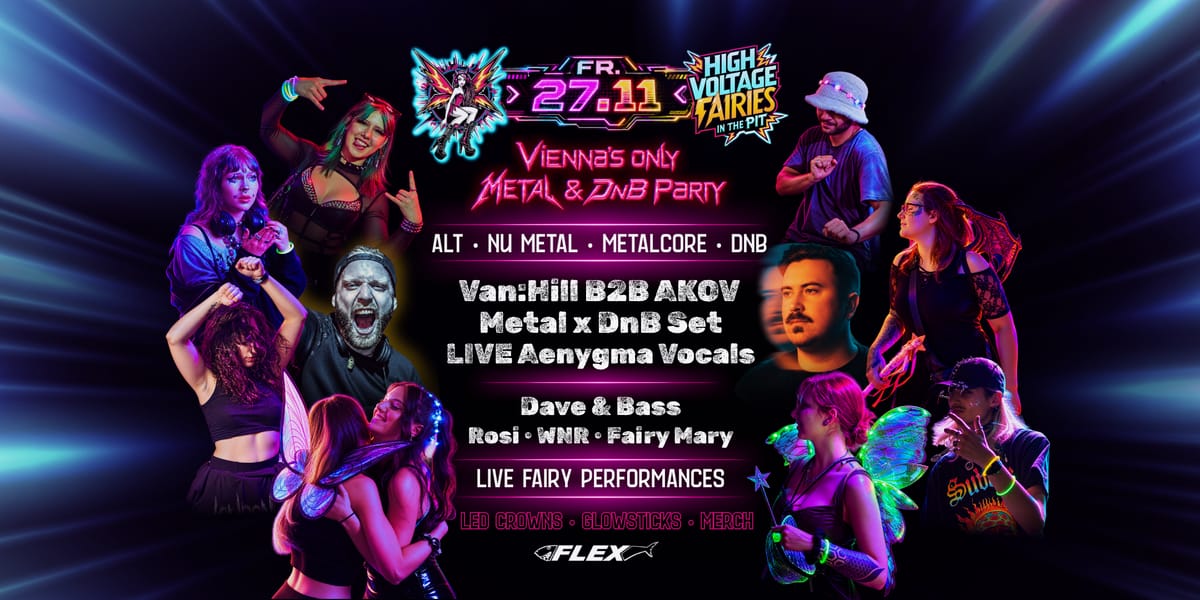 FR.
27.11
HIGH
VOLTAGE
FAIRIES
IN THE PIT
VIENNA'S ONLY
METAL & DNB PARTY
ALT • NU METAL • METALCORE • DNB
Van:Hill B2B AKOV
Metal x DnB Set
LIVE Aenygma Vocals
Dave & Bass
Rosi • WNR • Fairy Mary
LIVE FAIRY PERFORMANCES
LED CROWNS • GLOWSTICKS • MERCH
FLEX